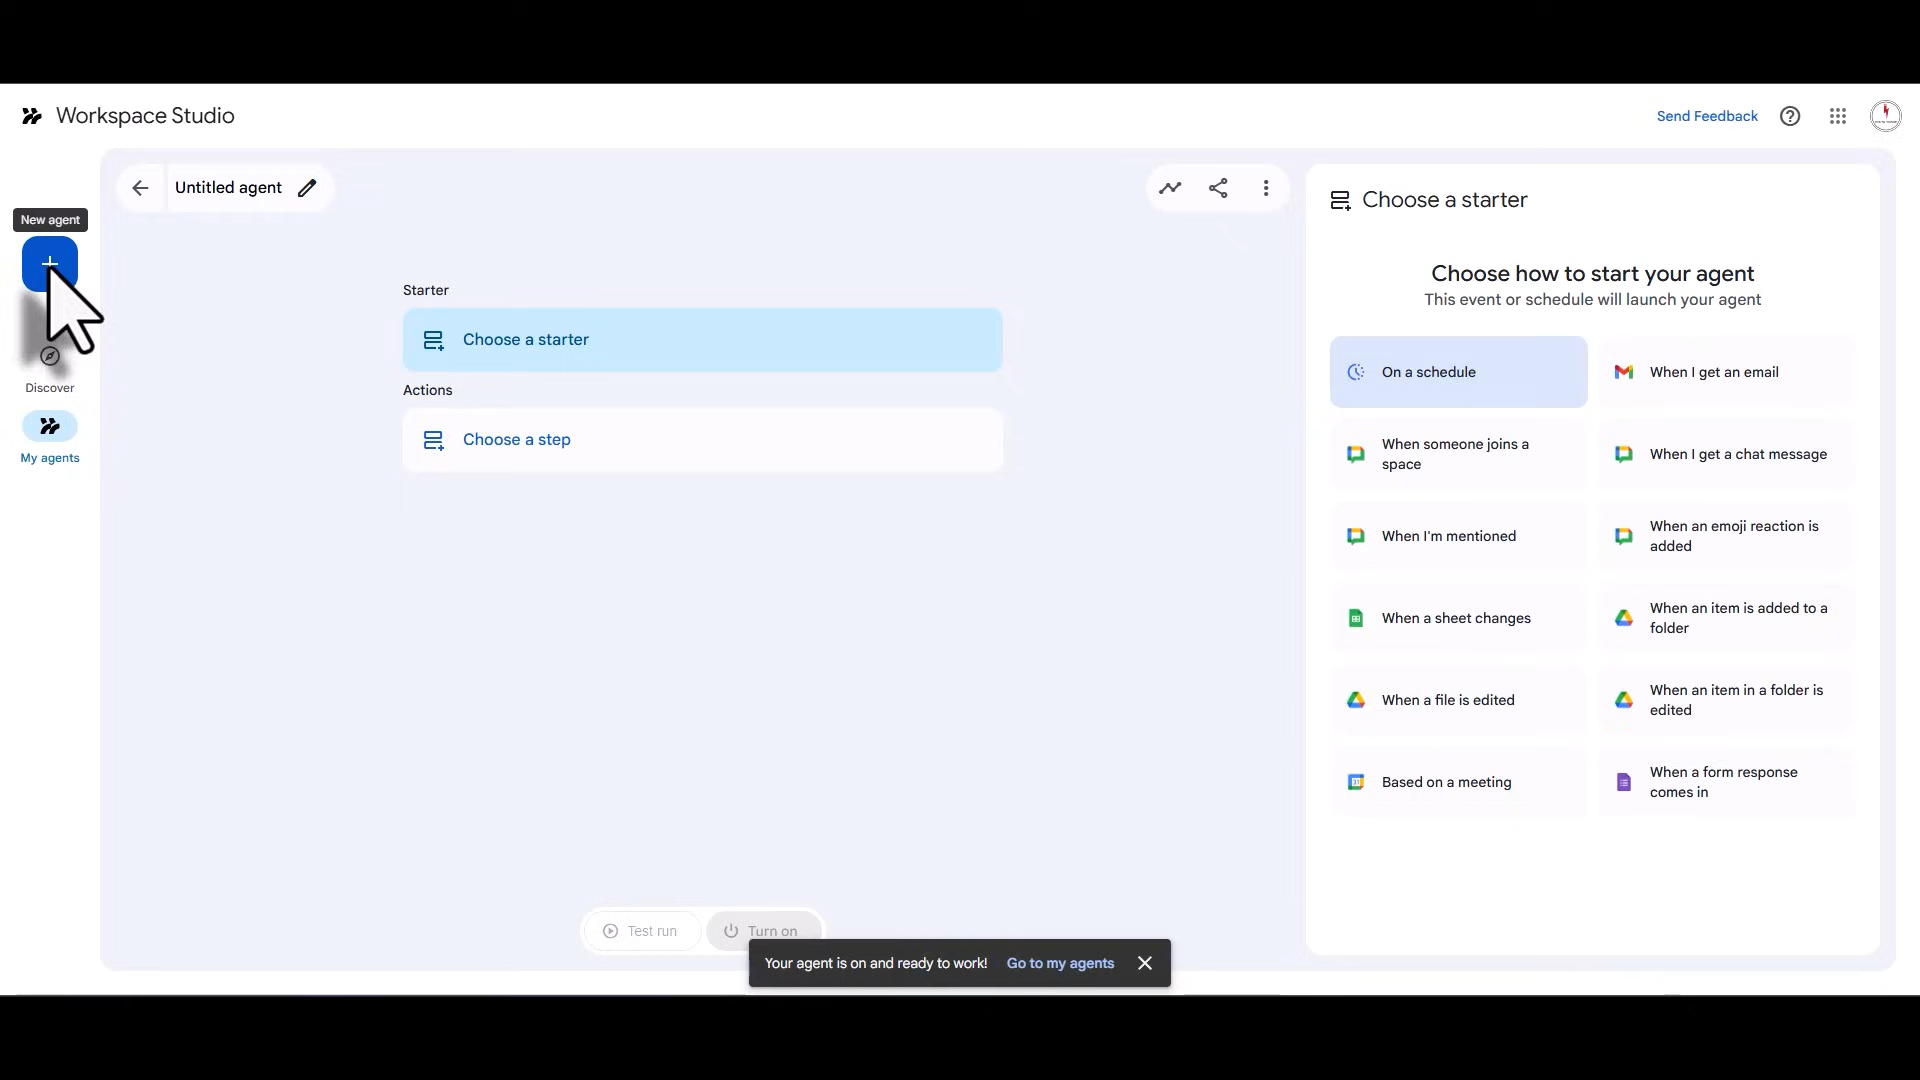 Workspace Studio
Send Feedback
Untitled agent
New agent
Discover
My agents
Starter
Choose a starter
Actions
Choose a step
Test run
Turn on
Your agent is on and ready to work! Go to my agents
Choose a starter
Choose how to start your agent
This event or schedule will launch your agent
On a schedule
When I get an email
When someone joins a
space
When I get a chat message
When I'm mentioned
When an emoji reaction is
added
When a sheet changes
When an item is added to a
folder
When a file is edited
When an item in a folder is
edited
Based on a meeting
When a form response
comes in